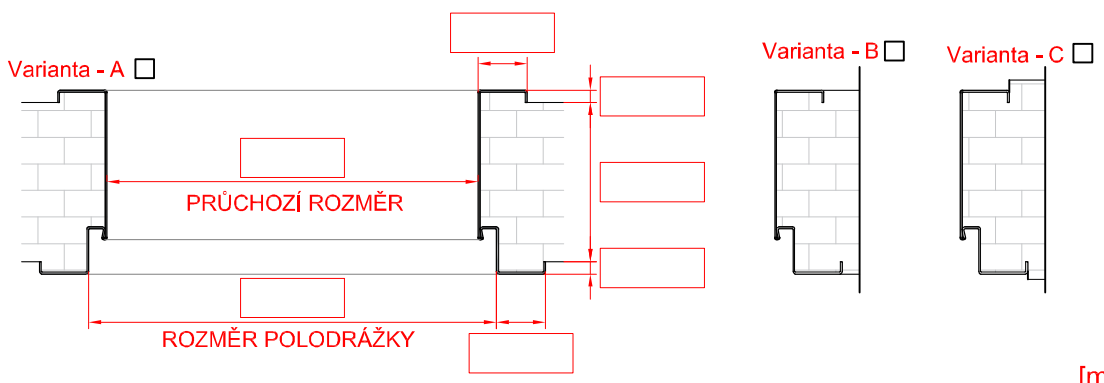 Varianta - A
Varianta - B
Varianta - C
PRŮCHOZÍ ROZMĚR
ROZMĚR POLODRÁŽKY
[m